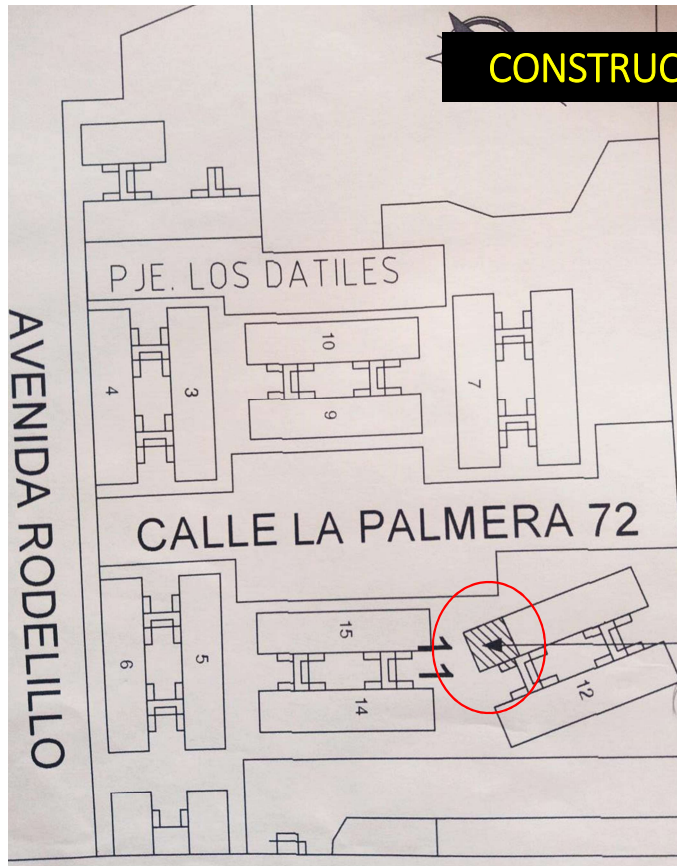 CONSTRUC
PJE. LOS DATILES
10
4
3
7
9
AVENIDA RODELILLO
CALLE LA PALMERA 72
15
11
6
5
14
12